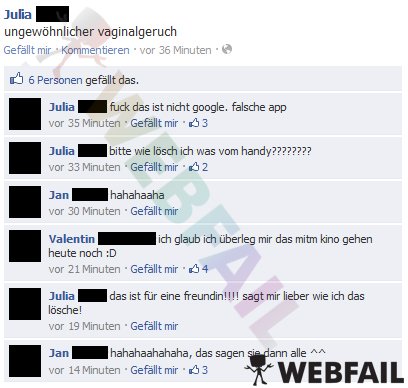 Julia
ungewöhnlicher vaginalgeruch
Gefällt mir · Kommentieren · vor 36 Minuten ·
6 Personen gefällt das.
Julia fuck das ist nicht google. falsche app
vor 35 Minuten · Gefällt mir · 3
Julia bitte wie lösch ich was vom handy????????
vor 33 Minuten · Gefällt mir · 2
Jan hahahaaha
vor 30 Minuten · Gefällt mir
Valentin ich glaub ich überleg mir das mitm kino gehen
heute noch :D
vor 21 Minuten · Gefällt mir · 4
Julia das ist für eine freundin!!!! sagt mir lieber wie ich das
lösche!
vor 19 Minuten · Gefällt mir
Jan hahahaahahaha, das sagen sie dann alle ^^
vor 14 Minuten · Gefällt mir · 3
WEBFAIL
WEBFAIL